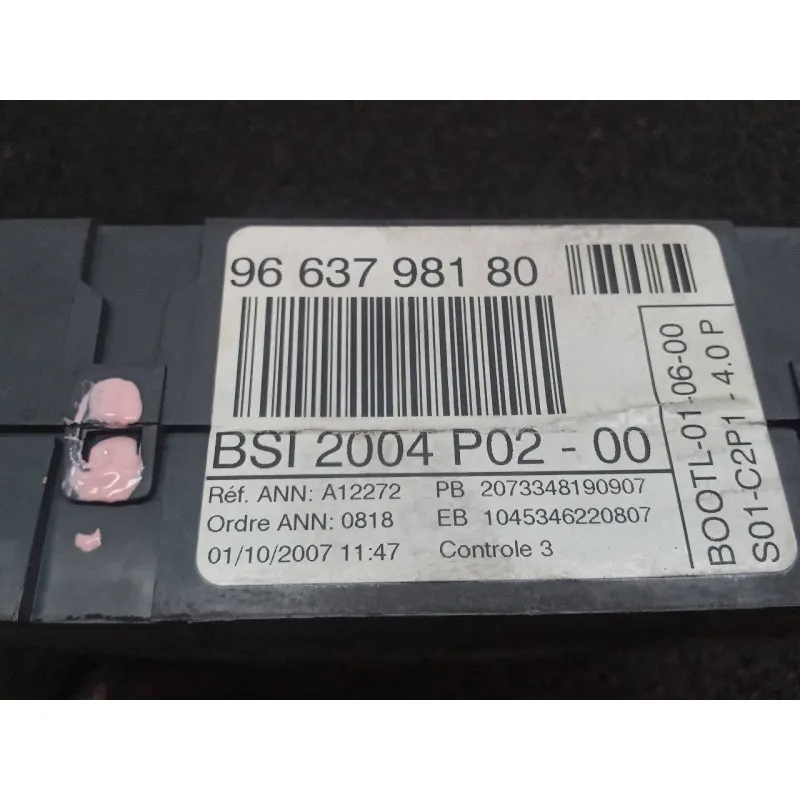 96 637 981 80
BSI 2004 P02 - 00
Réf. ANN: A12272 PB 2073348190907
Ordre ANN: 0818 EB 1045346220807
01/10/2007 11:47 Controle 3
BOOTL-01-06-00
S01-C2P1 - 4.0 P